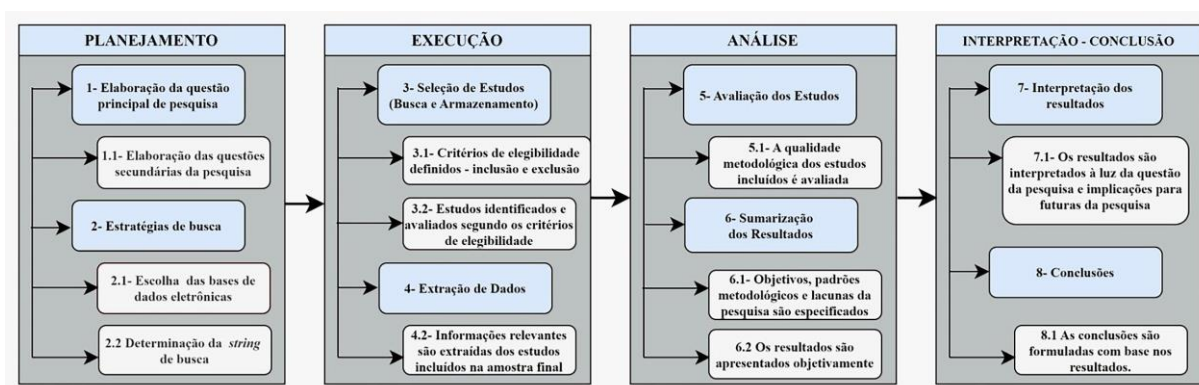 PLANEJAMENTO
1- Elaboração da questão
principal de pesquisa
1.1- Elaboração das questões
secundárias da pesquisa
2- Estratégias de busca
2.1- Escolha das bases de
dados eletrônicas
2.2 Determinação da string
de busca
EXECUÇÃO
3- Seleção de Estudos
(Busca e Armazenamento)
3.1- Critérios de elegibilidade
definidos - inclusão e exclusão
3.2- Estudos identificados e
avaliados segundo os critérios
de elegibilidade
4- Extração de Dados
4.2- Informações relevantes
são extraídas dos estudos
incluídos na amostra final
ANÁLISE
5- Avaliação dos Estudos
5.1- A qualidade
metodológica dos estudos
incluídos é avaliada
6- Sumarização
dos Resultados
6.1- Objetivos, padrões
metodológicos e lacunas da
pesquisa são especificados
6.2 Os resultados são
apresentados objetivamente
INTERPRETAÇÃO - CONCLUSÃO
7- Interpretação dos
resultados
7.1- Os resultados são
interpretados à luz da questão
da pesquisa e implicações para
futuras da pesquisa
8- Conclusões
8.1 As conclusões são
formuladas com base nos
resultados.